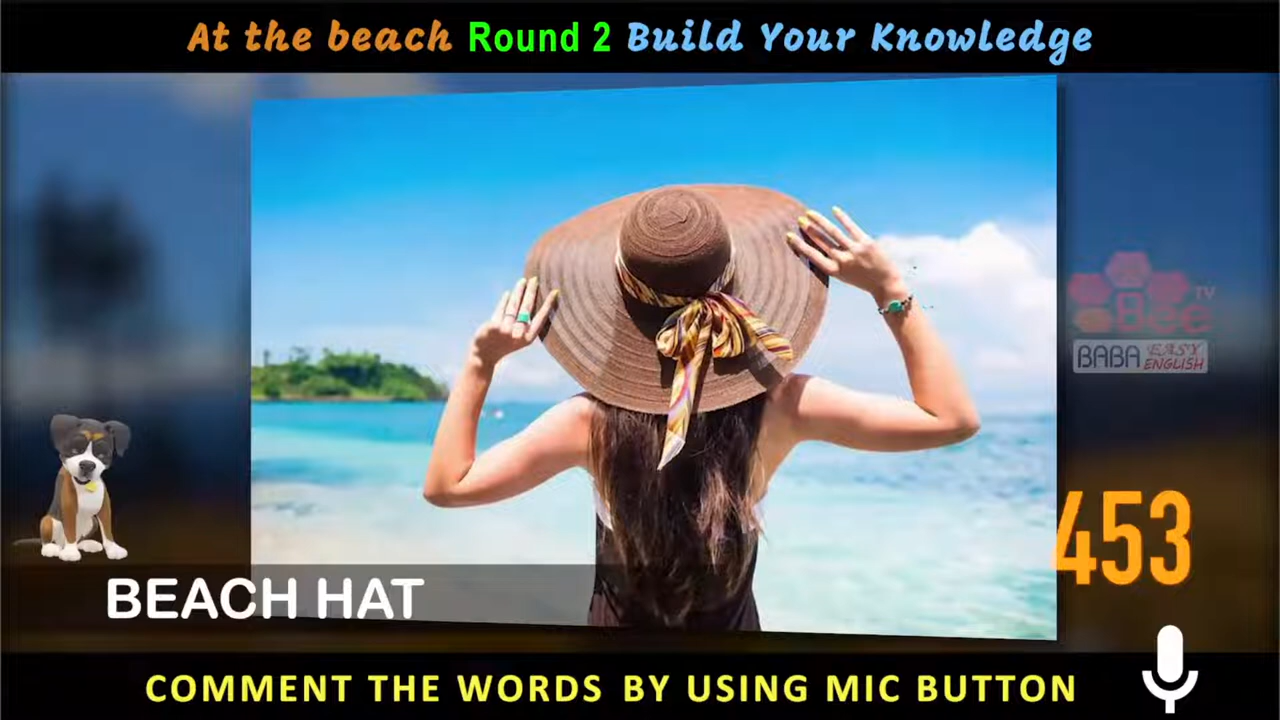 At the beach Round 2 Build Your Knowledge
Bee TV
BABA EASY ENGLISH
453
BEACH HAT
COMMENT THE WORDS BY USING MIC BUTTON